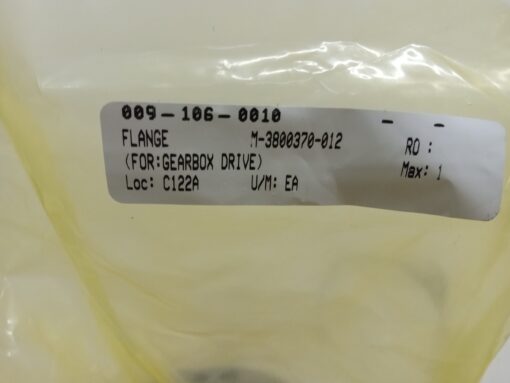 009-106-0010 - -
FLANGE M-3800370-012 RO :
(FOR:GEARBOX DRIVE) Max: 1
Loc: C122A U/M: EA